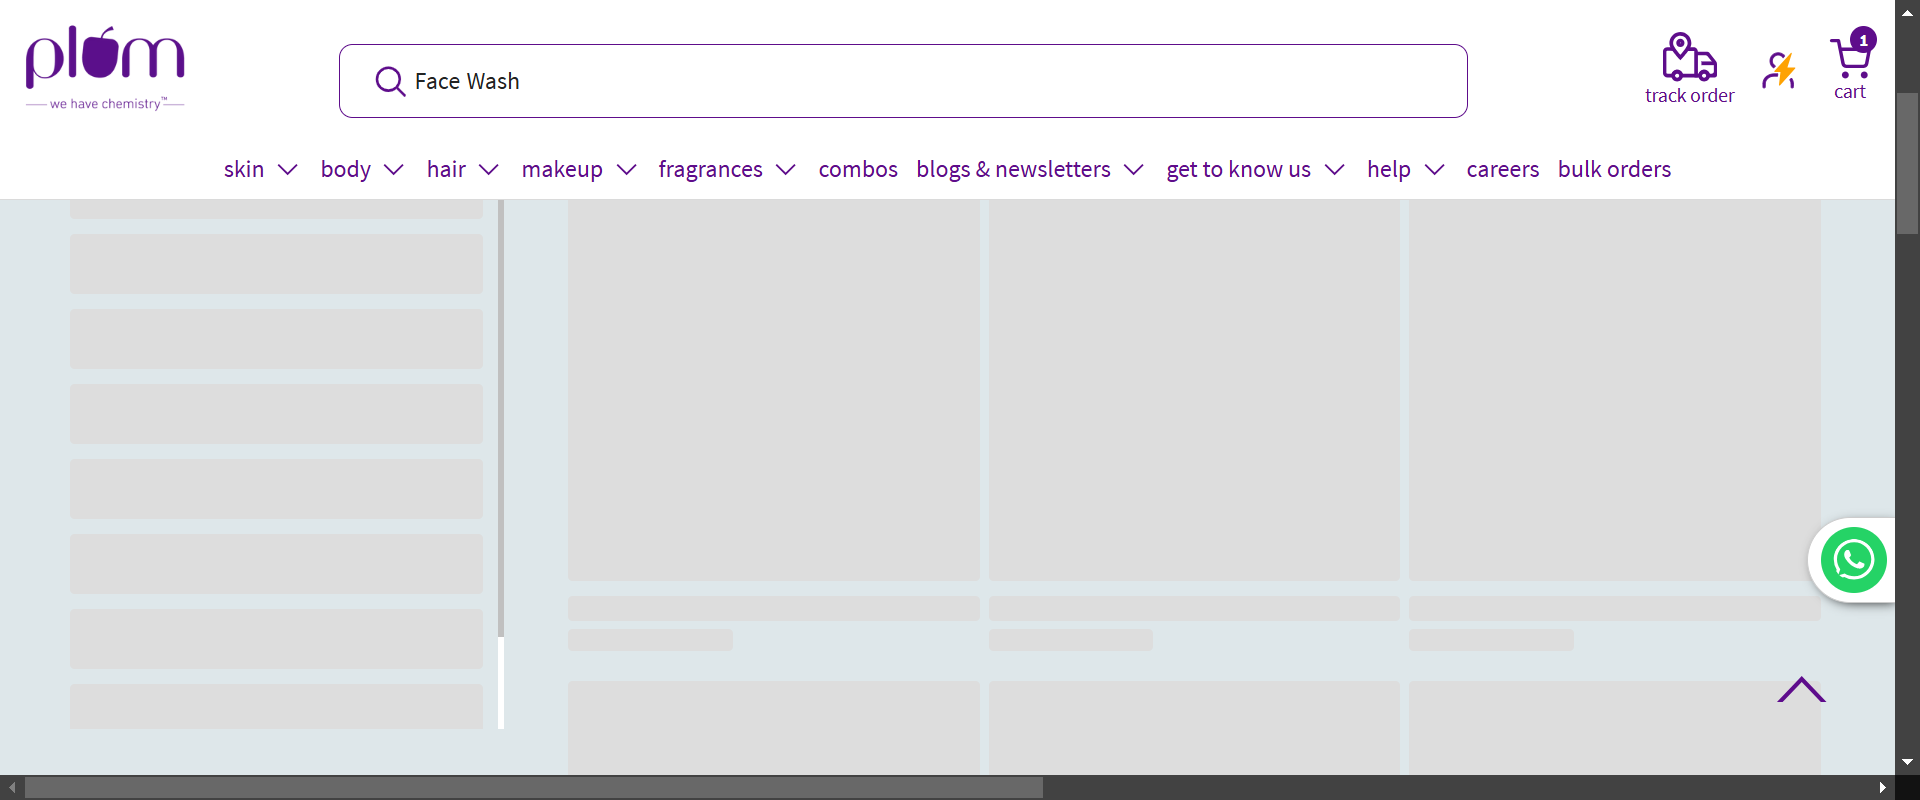 plum
we have chemistry™
Face Wash
track order
1
cart
skin
body
hair
makeup
fragrances
combos
blogs & newsletters
get to know us
help
careers
bulk orders